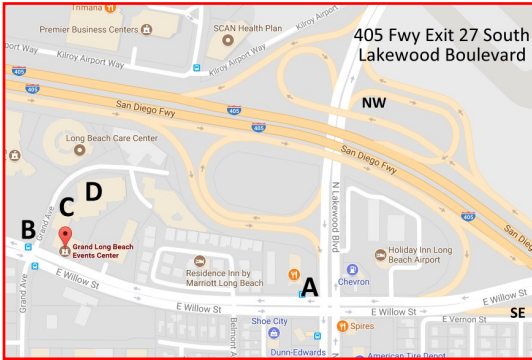 Trimana
Premier Business Centers
SCAN Health Plan
Kilroy Airport Way
Kilroy Airport Way
port Way
Kilroy Airport Way
405 Fwy Exit 27 South
Lakewood Boulevard
405
405
405
405
San Diego Fwy
San Diego Fwy
San Die
NW
Long Beach Care Center
N Lakewood Blvd
D
C
B
A
Grand Ave
Grand Long Beach
Events Center
Residence Inn by
Marriott Long Beach
Holiday Inn Long
Beach Airport
Chevron
E Willow St
E Willow St
E Willow St
SE
E Vernon St
Grand Ave
Belmont A
Shoe City
Spires
Dunn-Edwards
N L
American Tire Depot